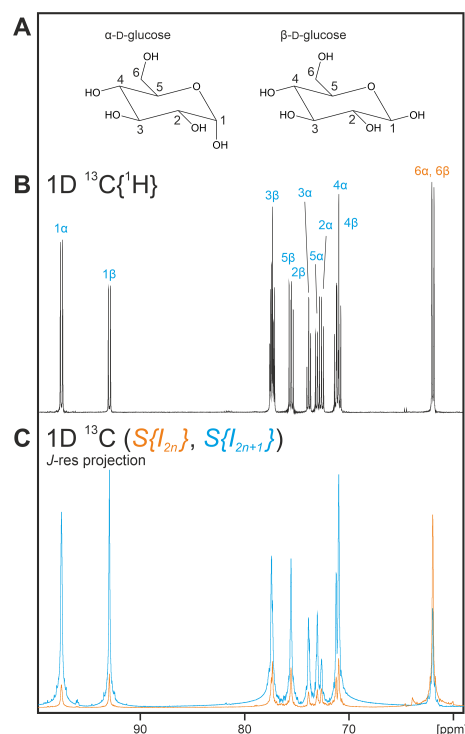 A
α-D-glucose
β-D-glucose
OH
6
4
5
O
HO
HO
3
2
OH
1
OH
OH
6
4
5
O
HO
HO
3
2
OH
1
OH
B 1D ¹³C{¹H}
1α
1β
3β
5β
2β
3α
5α
2α
4α
4β
6α, 6β
C 1D ¹³C (S{I₂ₙ}, S{I₂ₙ₊₁})
J-res projection
90
80
70
[ppm]